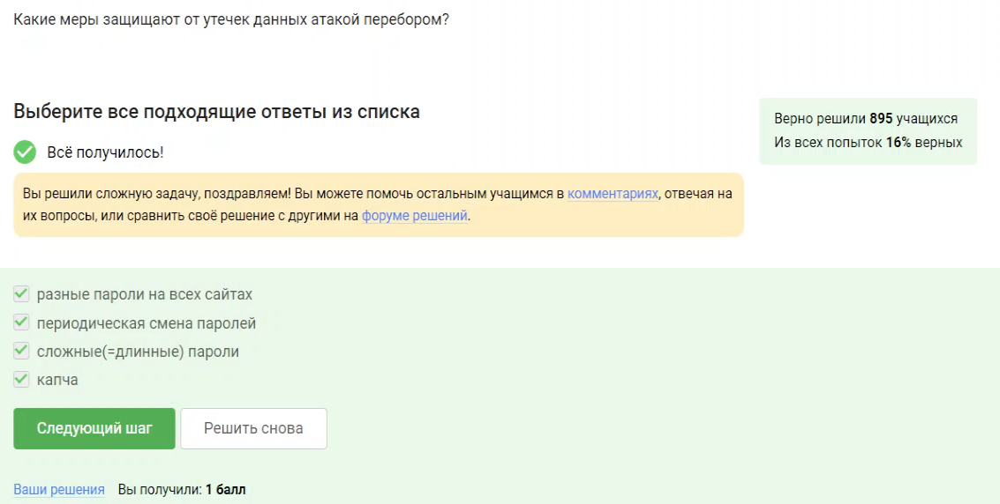 Какие меры защищают от утечек данных атакой перебором?
Выберите все подходящие ответы из списка
Верно решили 895 учащихся
Из всех попыток 16% верных
Всё получилось!
Вы решили сложную задачу, поздравляем! Вы можете помочь остальным учащимся в комментариях, отвечая на
их вопросы, или сравнить своё решение с другими на форуме решений.
разные пароли на всех сайтах
периодическая смена паролей
сложные(=длинные) пароли
капча
Следующий шаг
Решить снова
Ваши решения Вы получили: 1 балл